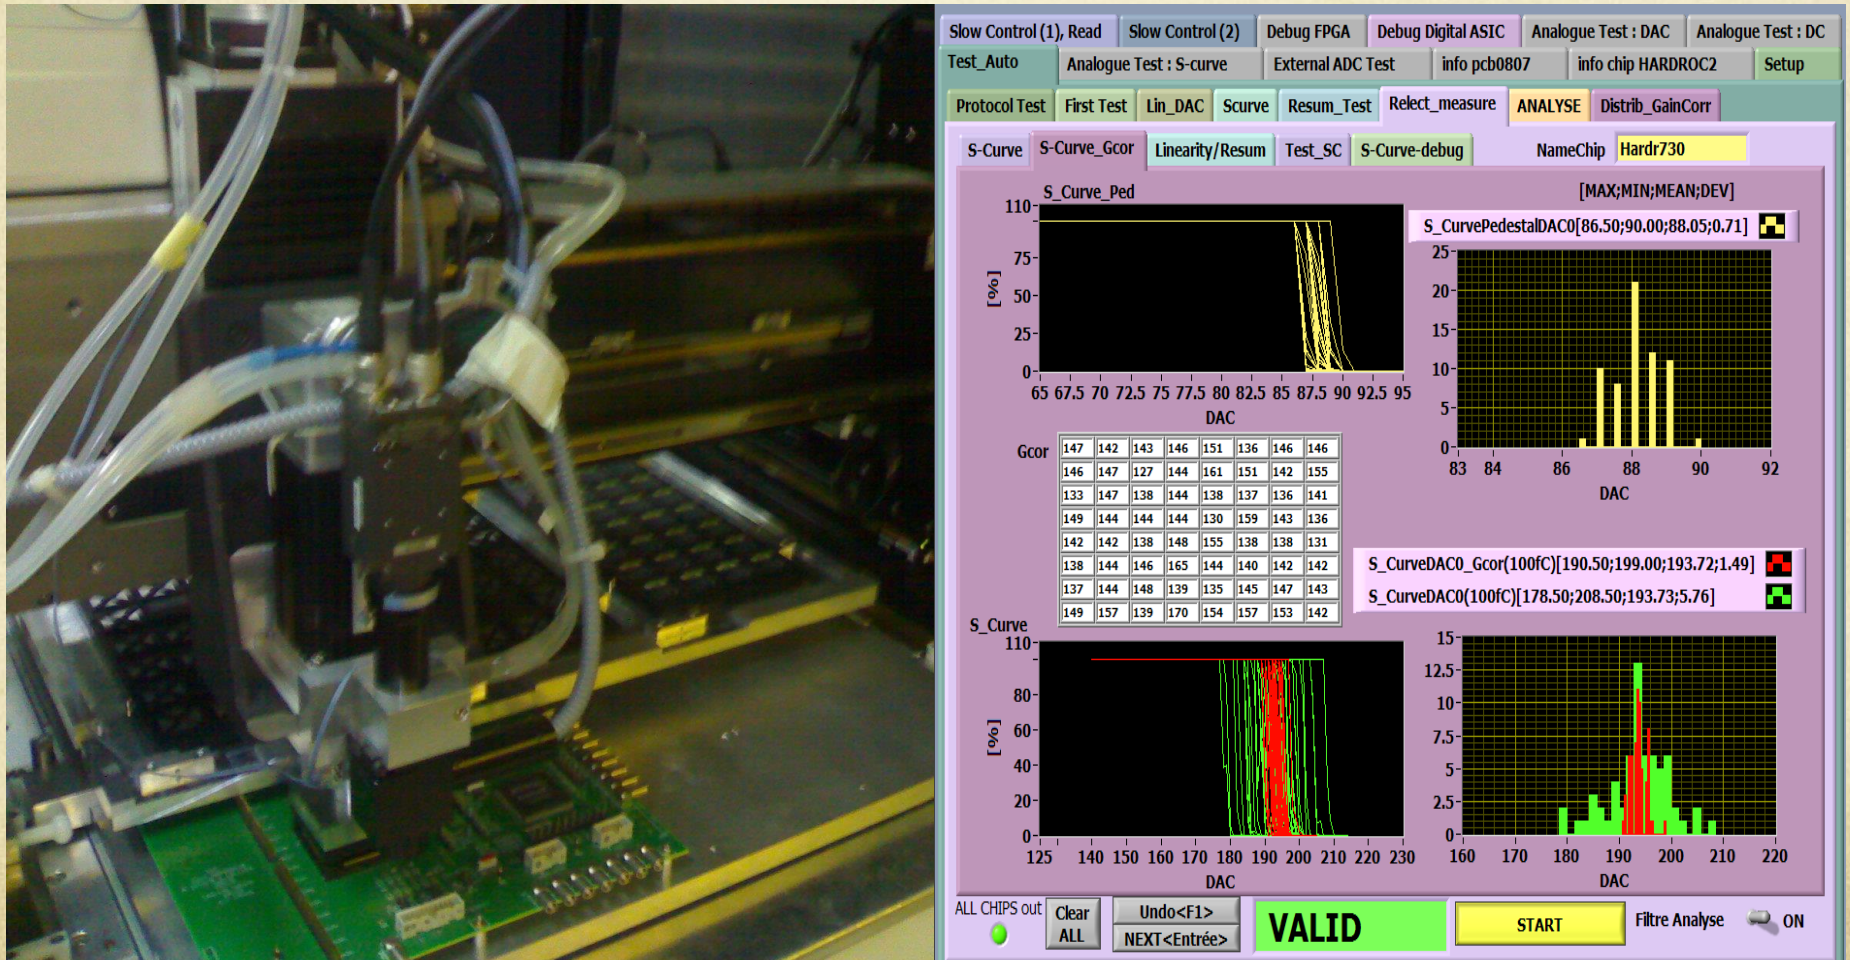 Slow Control (1), Read
Slow Control (2)
Debug FPGA
Debug Digital ASIC
Analogue Test : DAC
Analogue Test : DC
Test_Auto
Analogue Test : S-curve
External ADC Test
info pcb0807
info chip HARDROC2
Setup
Protocol Test
First Test
Lin_DAC
Scurve
Resum_Test
Relect_measure
ANALYSE
Distrib_GainCorr
S-Curve
S-Curve_Gcor
Linearity/Resum
Test_SC
S-Curve-debug
NameChip
Hardr730
S_Curve_Ped
110
75
50
25
0
[%]
65 67.5 70 72.5 75 77.5 80 82.5 85 87.5 90 92.5 95
DAC
[MAX;MIN;MEAN;DEV]
S_CurvePedestalDAC0[86.50;90.00;88.05;0.71]
25
20
15
10
5
0
83 84 86 88 90 92
DAC
Gcor
147 142 143 146 151 136 146 146
146 147 127 144 161 151 142 155
133 147 138 144 138 137 136 141
149 144 144 144 130 159 143 136
142 142 138 148 155 138 138 131
138 144 146 165 144 140 142 142
137 144 148 139 135 145 147 143
149 157 139 170 154 157 153 142
S_CurveDAC0_Gcor(100fC)[190.50;199.00;193.72;1.49]
S_CurveDAC0(100fC)[178.50;208.50;193.73;5.76]
S_Curve
110
80
60
40
20
0
[%]
125 140 150 160 170 180 190 200 210 220 230
DAC
15
12.5
10
7.5
5
2.5
0
160 170 180 190 200 210 220
DAC
ALL CHIPS out
Clear
ALL
Undo<F1>
NEXT<Entrée>
VALID
START
Filtre Analyse
ON